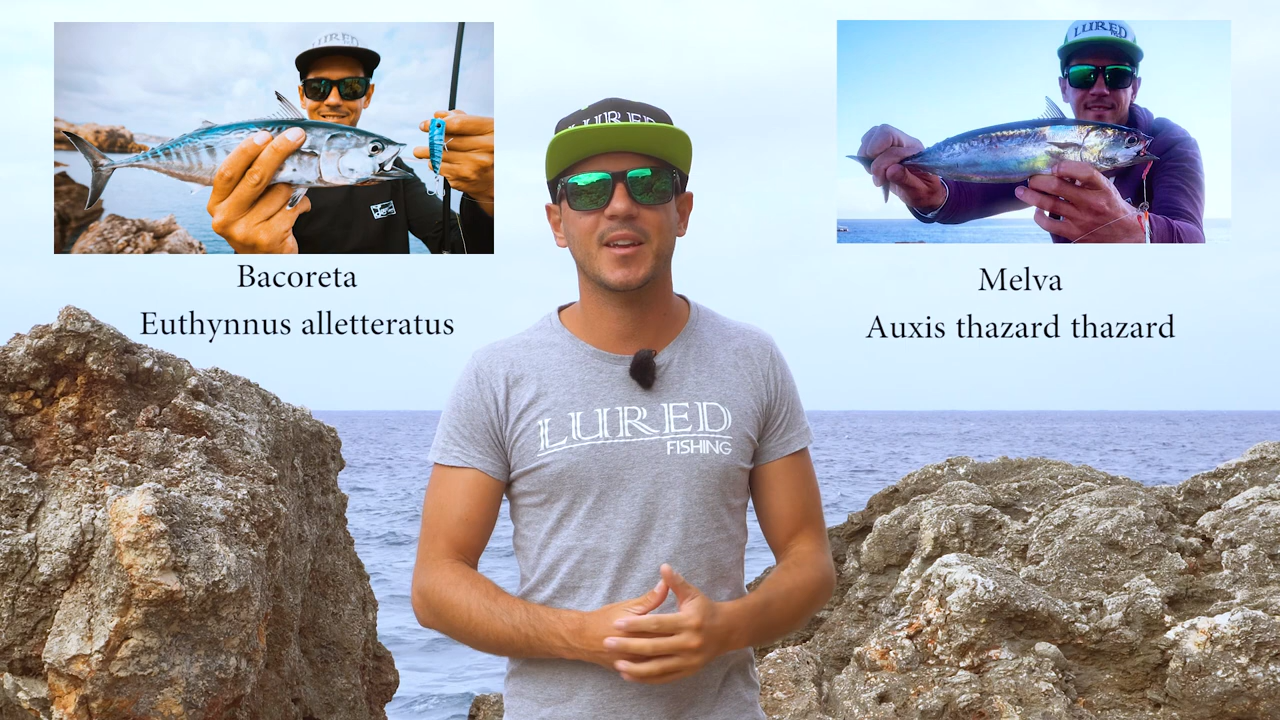 LURED
LURED
Bacoreta
Euthynnus alletteratus
Melva
Auxis thazard thazard
LURED
LURED
FISHING